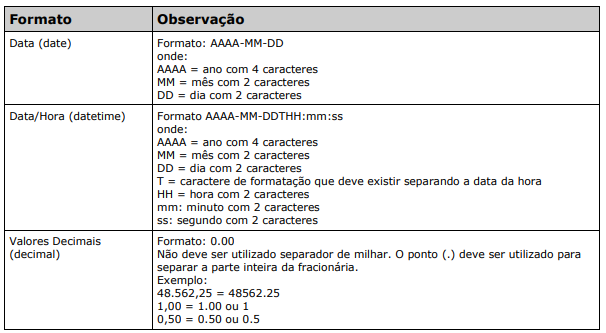 Formato Observação
Data (date) Formato: AAAA-MM-DD
onde:
AAAA = ano com 4 caracteres
MM = mês com 2 caracteres
DD = dia com 2 caracteres
Data/Hora (datetime) Formato AAAA-MM-DDTHH:mm:ss
onde:
AAAA = ano com 4 caracteres
MM = mês com 2 caracteres
DD = dia com 2 caracteres
T = caractere de formatação que deve existir separando a data da hora
HH = hora com 2 caracteres
mm: minuto com 2 caracteres
ss: segundo com 2 caracteres
Valores Decimais (decimal) Formato: 0.00
Não deve ser utilizado separador de milhar. O ponto (.) deve ser utilizado para
separar a parte inteira da fracionária.
Exemplo:
48.562,25 = 48562.25
1,00 = 1.00 ou 1
0,50 = 0.50 ou 0.5